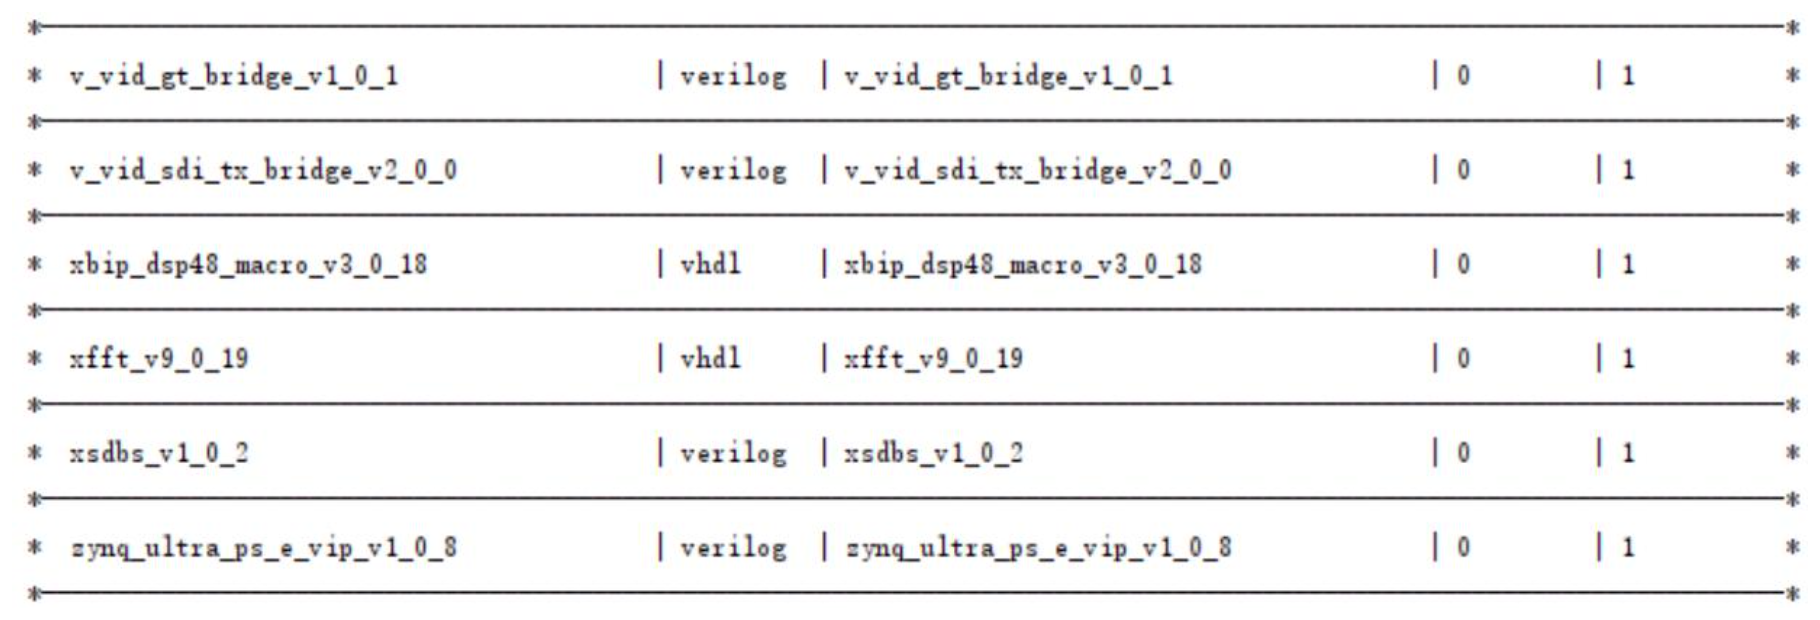 *--------------------------------------------------*
* v_vid_gt_bridge_v1_0_1 | verilog | v_vid_gt_bridge_v1_0_1 | 0 | 1 *
*--------------------------------------------------*
* v_vid_sdi_tx_bridge_v2_0_0 | verilog | v_vid_sdi_tx_bridge_v2_0_0 | 0 | 1 *
*--------------------------------------------------*
* xbip_dsp48_macro_v3_0_18 | vhdl | xbip_dsp48_macro_v3_0_18 | 0 | 1 *
*--------------------------------------------------*
* xfft_v9_0_19 | vhdl | xfft_v9_0_19 | 0 | 1 *
*--------------------------------------------------*
* xsdbs_v1_0_2 | verilog | xsdbs_v1_0_2 | 0 | 1 *
*--------------------------------------------------*
* zynq_ultra_ps_e_vip_v1_0_8 | verilog | zynq_ultra_ps_e_vip_v1_0_8 | 0 | 1 *
*--------------------------------------------------*